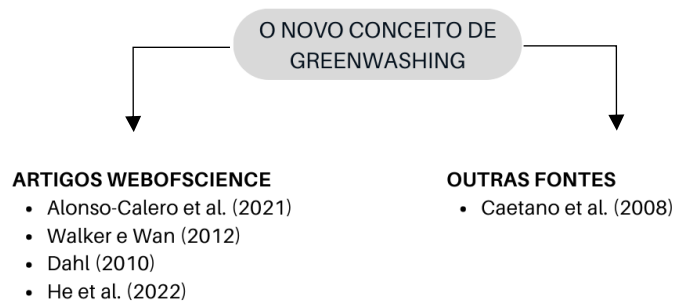 O NOVO CONCEITO DE
GREENWASHING
ARTIGOS WEBOFSCIENCE
• Alonso-Calero et al. (2021)
• Walker e Wan (2012)
• Dahl (2010)
• He et al. (2022)
OUTRAS FONTES
• Caetano et al. (2008)